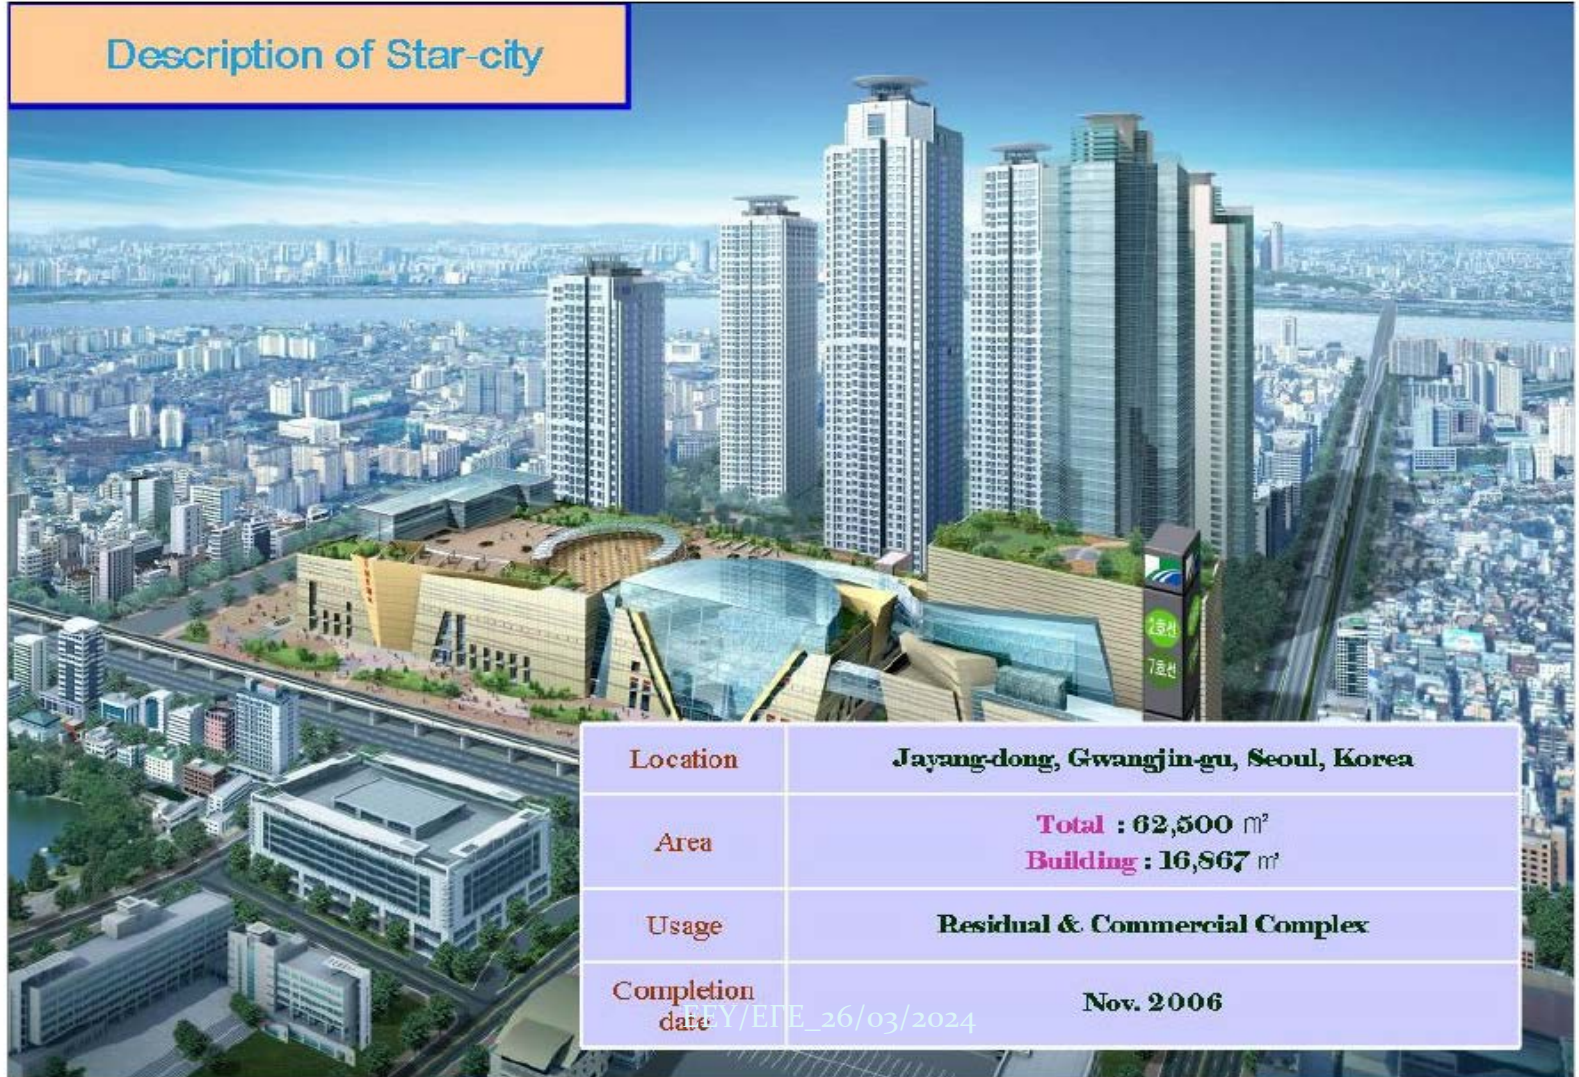 Description of Star-city
2호선
7호선
Location
Jayang-dong, Gwangjin-gu, Seoul, Korea
Area
Total : 62,500 ㎡
Building : 16,867 ㎡
Usage
Residual & Commercial Complex
Completion
date
Nov. 2006
ΕΕΥ/ΕΠΕ_26/03/2024